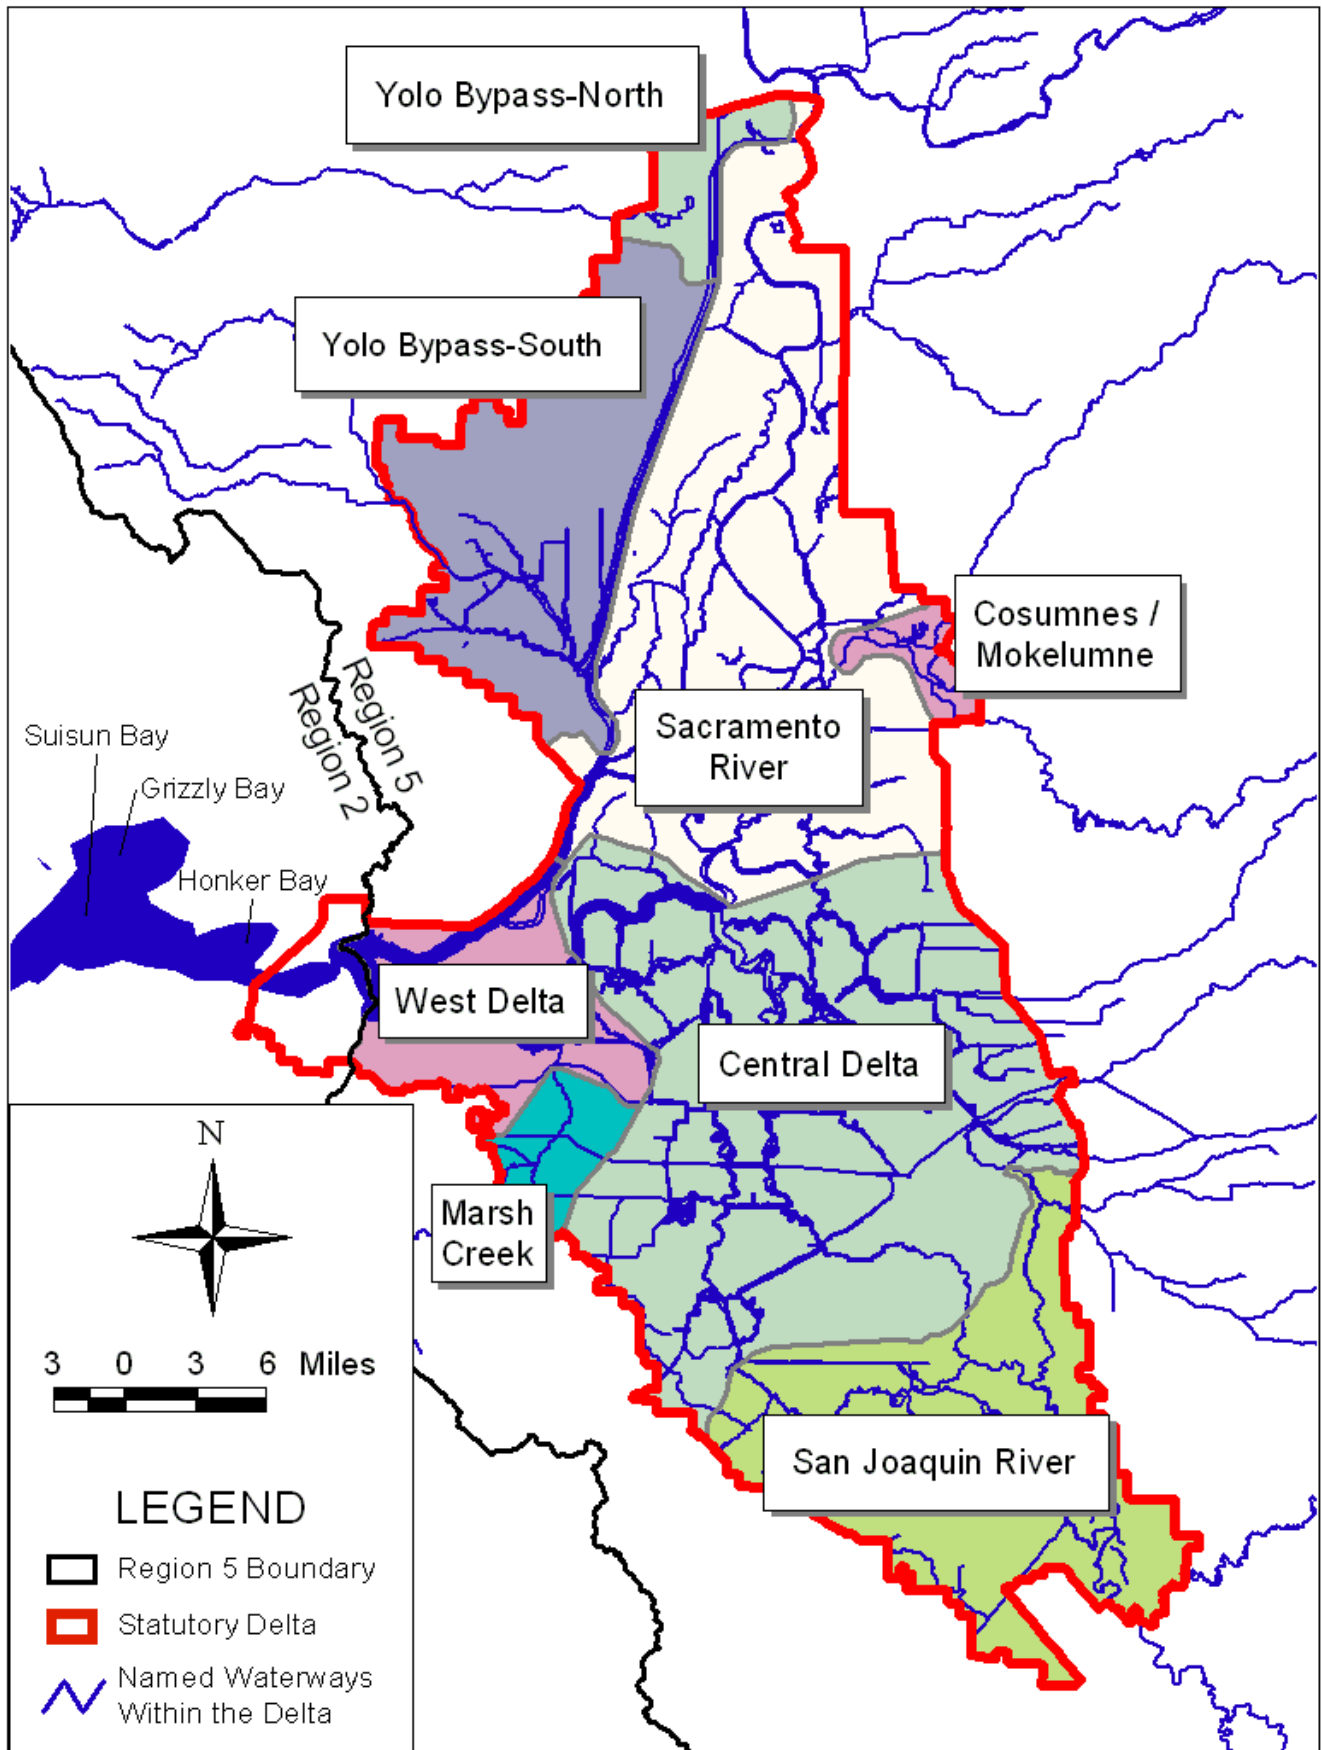 Yolo Bypass-North
Yolo Bypass-South
Cosumnes /
Mokelumne
Region 5
Region 2
Sacramento
River
Suisun Bay
Grizzly Bay
Honker Bay
West Delta
Central Delta
Marsh
Creek
San Joaquin River
N
3 0 3 6 Miles
LEGEND
Region 5 Boundary
Statutory Delta
Named Waterways
Within the Delta